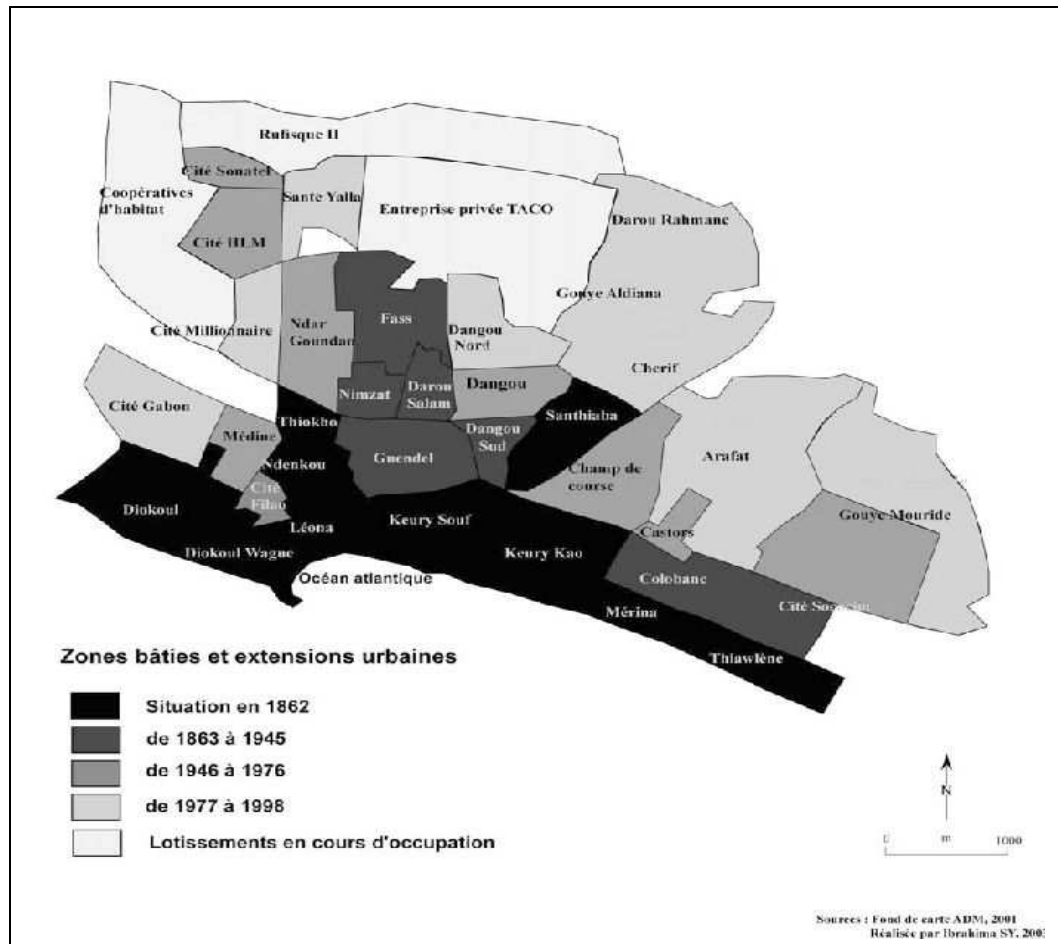 Rufisque II
Cité Sonatel
Coopératives
d'habitat
Sante Yalla
Entreprise privée TACO
Darou Rahmane
Cité HLM
Gouye Aldiana
Cité Millionnaire
Ndar
Goundau
Fass
Dangou
Nord
Cherif
Nimzat
Darou
Salam
Dangou
Cité Gabon
Thiokho
Santhiaba
Médine
Guendel
Dangou
Sud
Champ de
course
Arafat
Ndenkou
Cité
Filao
Diokoul
Léona
Keury Souf
Castors
Gouye Mouride
Diokoul Wagne
Keury Kao
Océan atlantique
Colobane
Cité
Mérina
Thiawlène
Zones bâties et extensions urbaines
Situation en 1862
de 1863 à 1945
de 1946 à 1976
de 1977 à 1998
Lotissements en cours d'occupation
N
0 m 1000
Sources : Fond de carte ADM, 2001
Réalisée par Ibrahima SY, 2003